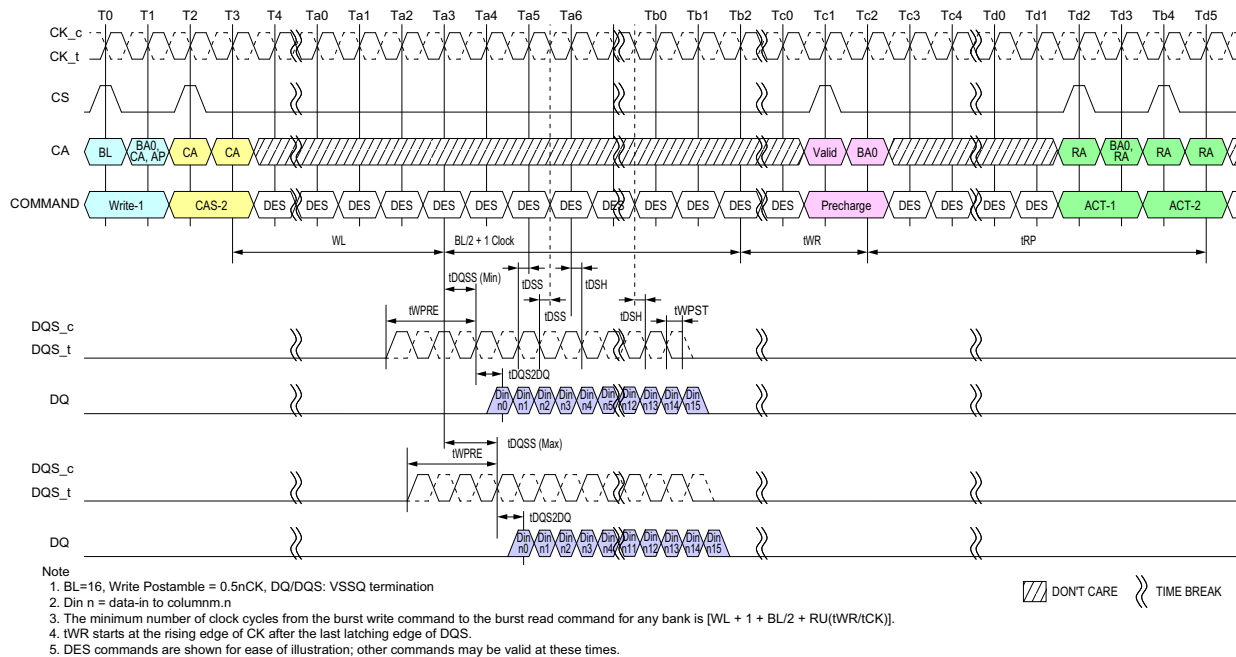 T0 T1 T2 T3 T4 Ta0 Ta1 Ta2 Ta3 Ta4 Ta5 Ta6 Tb0 Tb1 Tb2 Tc0 Tc1 Tc2 Tc3 Tc4 Td0 Td1 Td2 Td3 Tb4 Td5
CK_c
CK_t
CS
CA BL BA0, CA, AP CA CA Valid BA0 RA BA0, RA RA RA
COMMAND Write-1 CAS-2 DES DES DES DES DES DES DES DES DES DES DES DES DES Precharge DES DES DES DES ACT-1 ACT-2
WL BL/2 + 1 Clock tWR tRP
tDQSS (Min) tDSS tDSH
tWPRE tDSS tDSH tWPST
DQS_c
DQS_t
tDQS2DQ
DQ Din n0 Din n1 Din n2 Din n3 Din n4 Din n5 Din n12 Din n13 Din n14 Din n15
tDQSS (Max)
tWPRE
DQS_c
DQS_t
tDQS2DQ
DQ Din n0 Din n1 Din n2 Din n3 Din n4 Din n11 Din n12 Din n13 Din n14 Din n15
Note
1. BL=16, Write Postamble = 0.5nCK, DQ/DQS: VSSQ termination
2. Din n = data-in to columnm.n
3. The minimum number of clock cycles from the burst write command to the burst read command for any bank is [WL + 1 + BL/2 + RU(tWR/tCK)].
4. tWR starts at the rising edge of CK after the last latching edge of DQS.
5. DES commands are shown for ease of illustration; other commands may be valid at these times.
DON'T CARE TIME BREAK